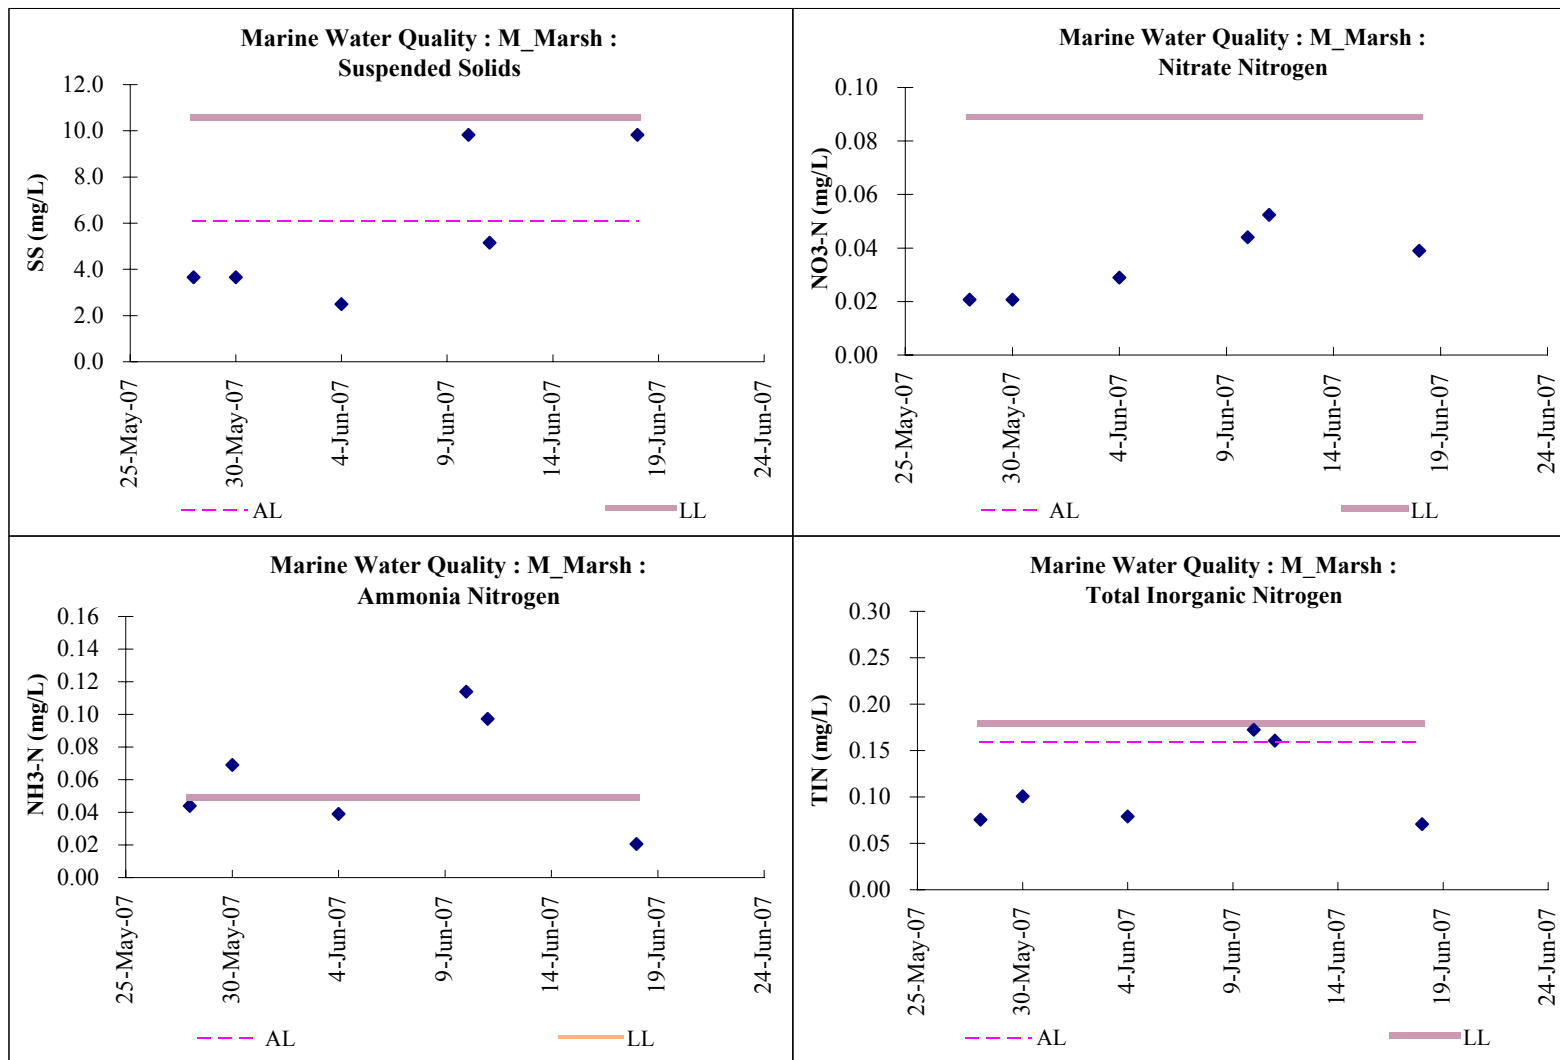 Marine Water Quality : M_Marsh :
Suspended Solids
12.0
10.0
8.0
6.0
4.0
2.0
0.0
SS (mg/L)
25-May-07
30-May-07
4-Jun-07
9-Jun-07
14-Jun-07
19-Jun-07
24-Jun-07
AL
LL
Marine Water Quality : M_Marsh :
Nitrate Nitrogen
0.10
0.08
0.06
0.04
0.02
0.00
NO3-N (mg/L)
25-May-07
30-May-07
4-Jun-07
9-Jun-07
14-Jun-07
19-Jun-07
24-Jun-07
AL
LL
Marine Water Quality : M_Marsh :
Ammonia Nitrogen
0.16
0.14
0.12
0.10
0.08
0.06
0.04
0.02
0.00
NH3-N (mg/L)
25-May-07
30-May-07
4-Jun-07
9-Jun-07
14-Jun-07
19-Jun-07
24-Jun-07
AL
LL
Marine Water Quality : M_Marsh :
Total Inorganic Nitrogen
0.30
0.25
0.20
0.15
0.10
0.05
0.00
TIN (mg/L)
25-May-07
30-May-07
4-Jun-07
9-Jun-07
14-Jun-07
19-Jun-07
24-Jun-07
AL
LL